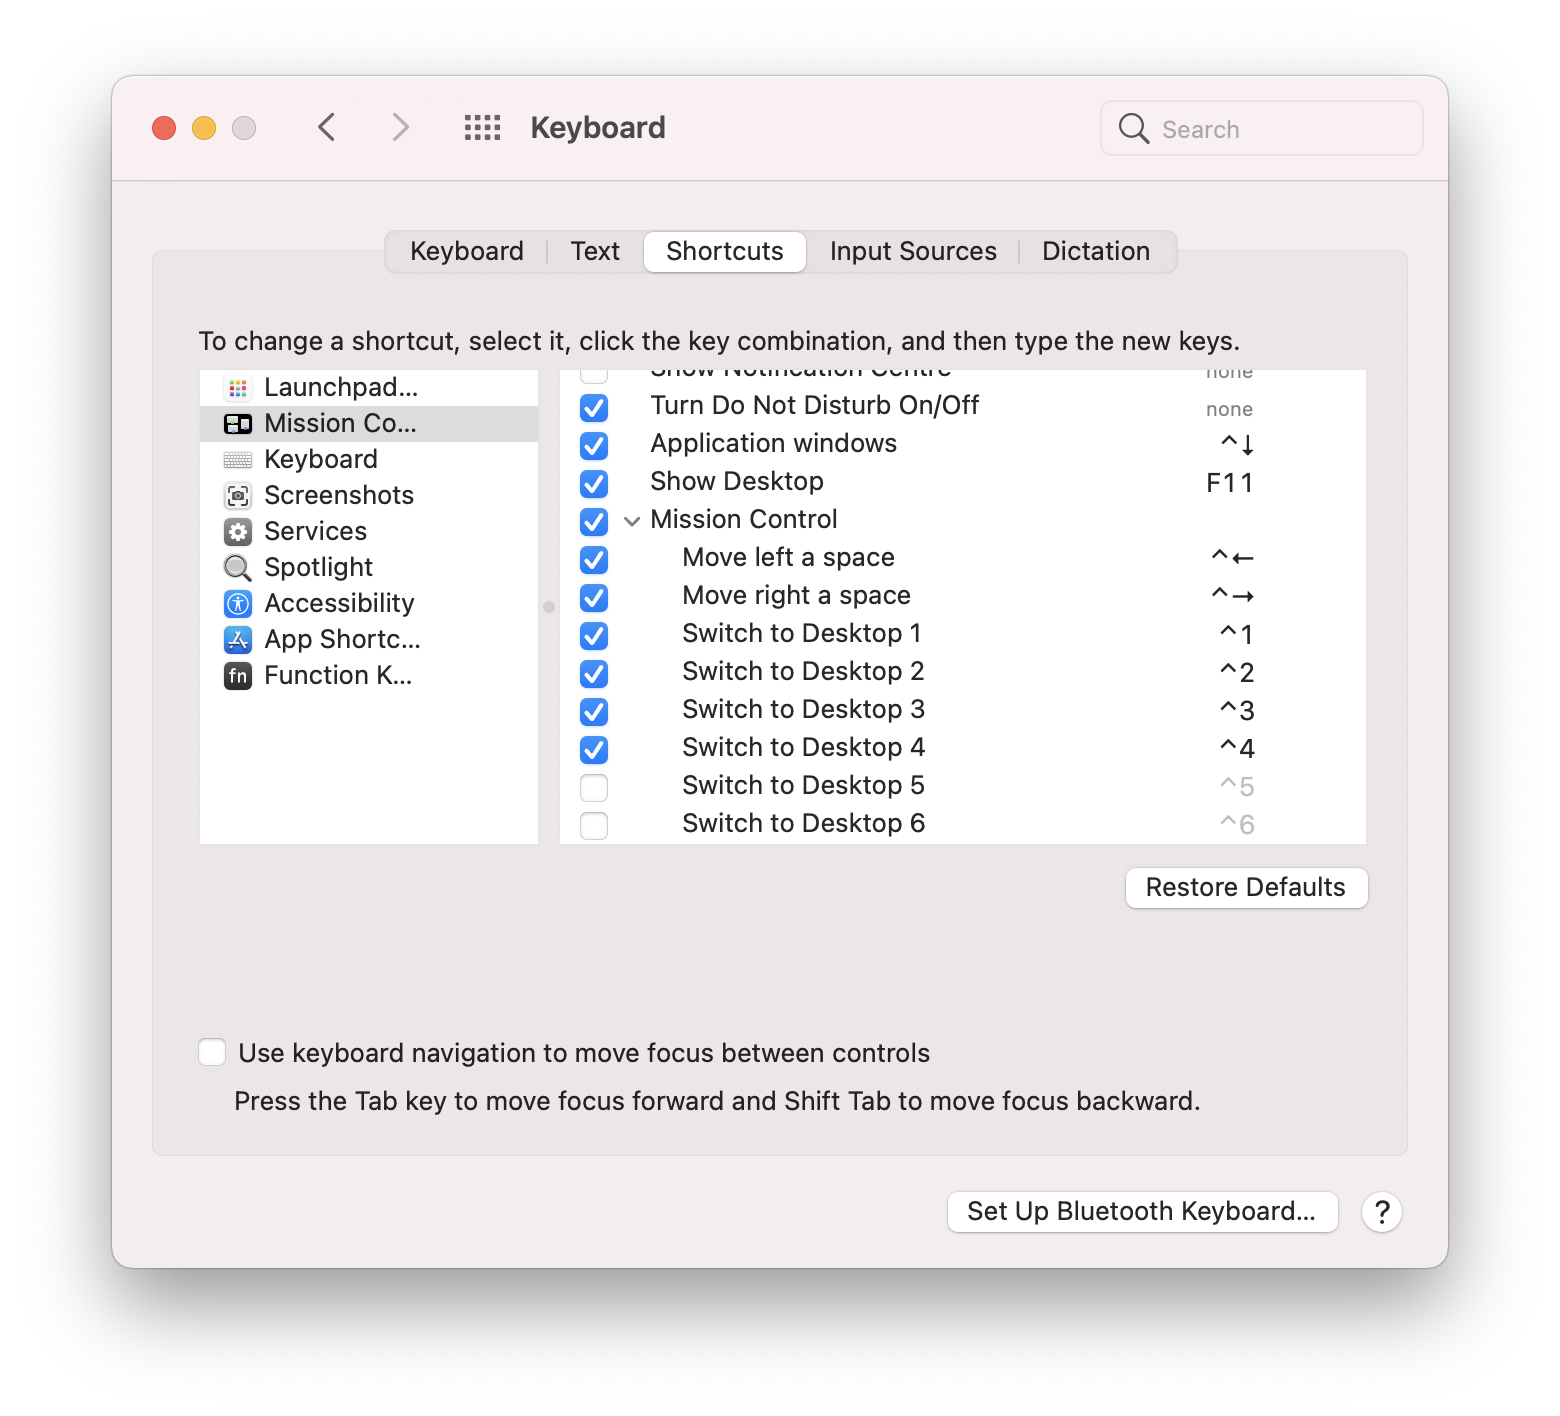 Keyboard
Search
Keyboard Text Shortcuts Input Sources Dictation
To change a shortcut, select it, click the key combination, and then type the new keys.
Launchpad...
Mission Co...
Keyboard
Screenshots
Services
Spotlight
Accessibility
App Shortc...
fn Function K...
Show Notification Centre none
Turn Do Not Disturb On/Off none
Application windows ^↓
Show Desktop F11
Mission Control
Move left a space ^←
Move right a space ^→
Switch to Desktop 1 ^1
Switch to Desktop 2 ^2
Switch to Desktop 3 ^3
Switch to Desktop 4 ^4
Switch to Desktop 5 ^5
Switch to Desktop 6 ^6
Restore Defaults
Use keyboard navigation to move focus between controls
Press the Tab key to move focus forward and Shift Tab to move focus backward.
Set Up Bluetooth Keyboard... ?